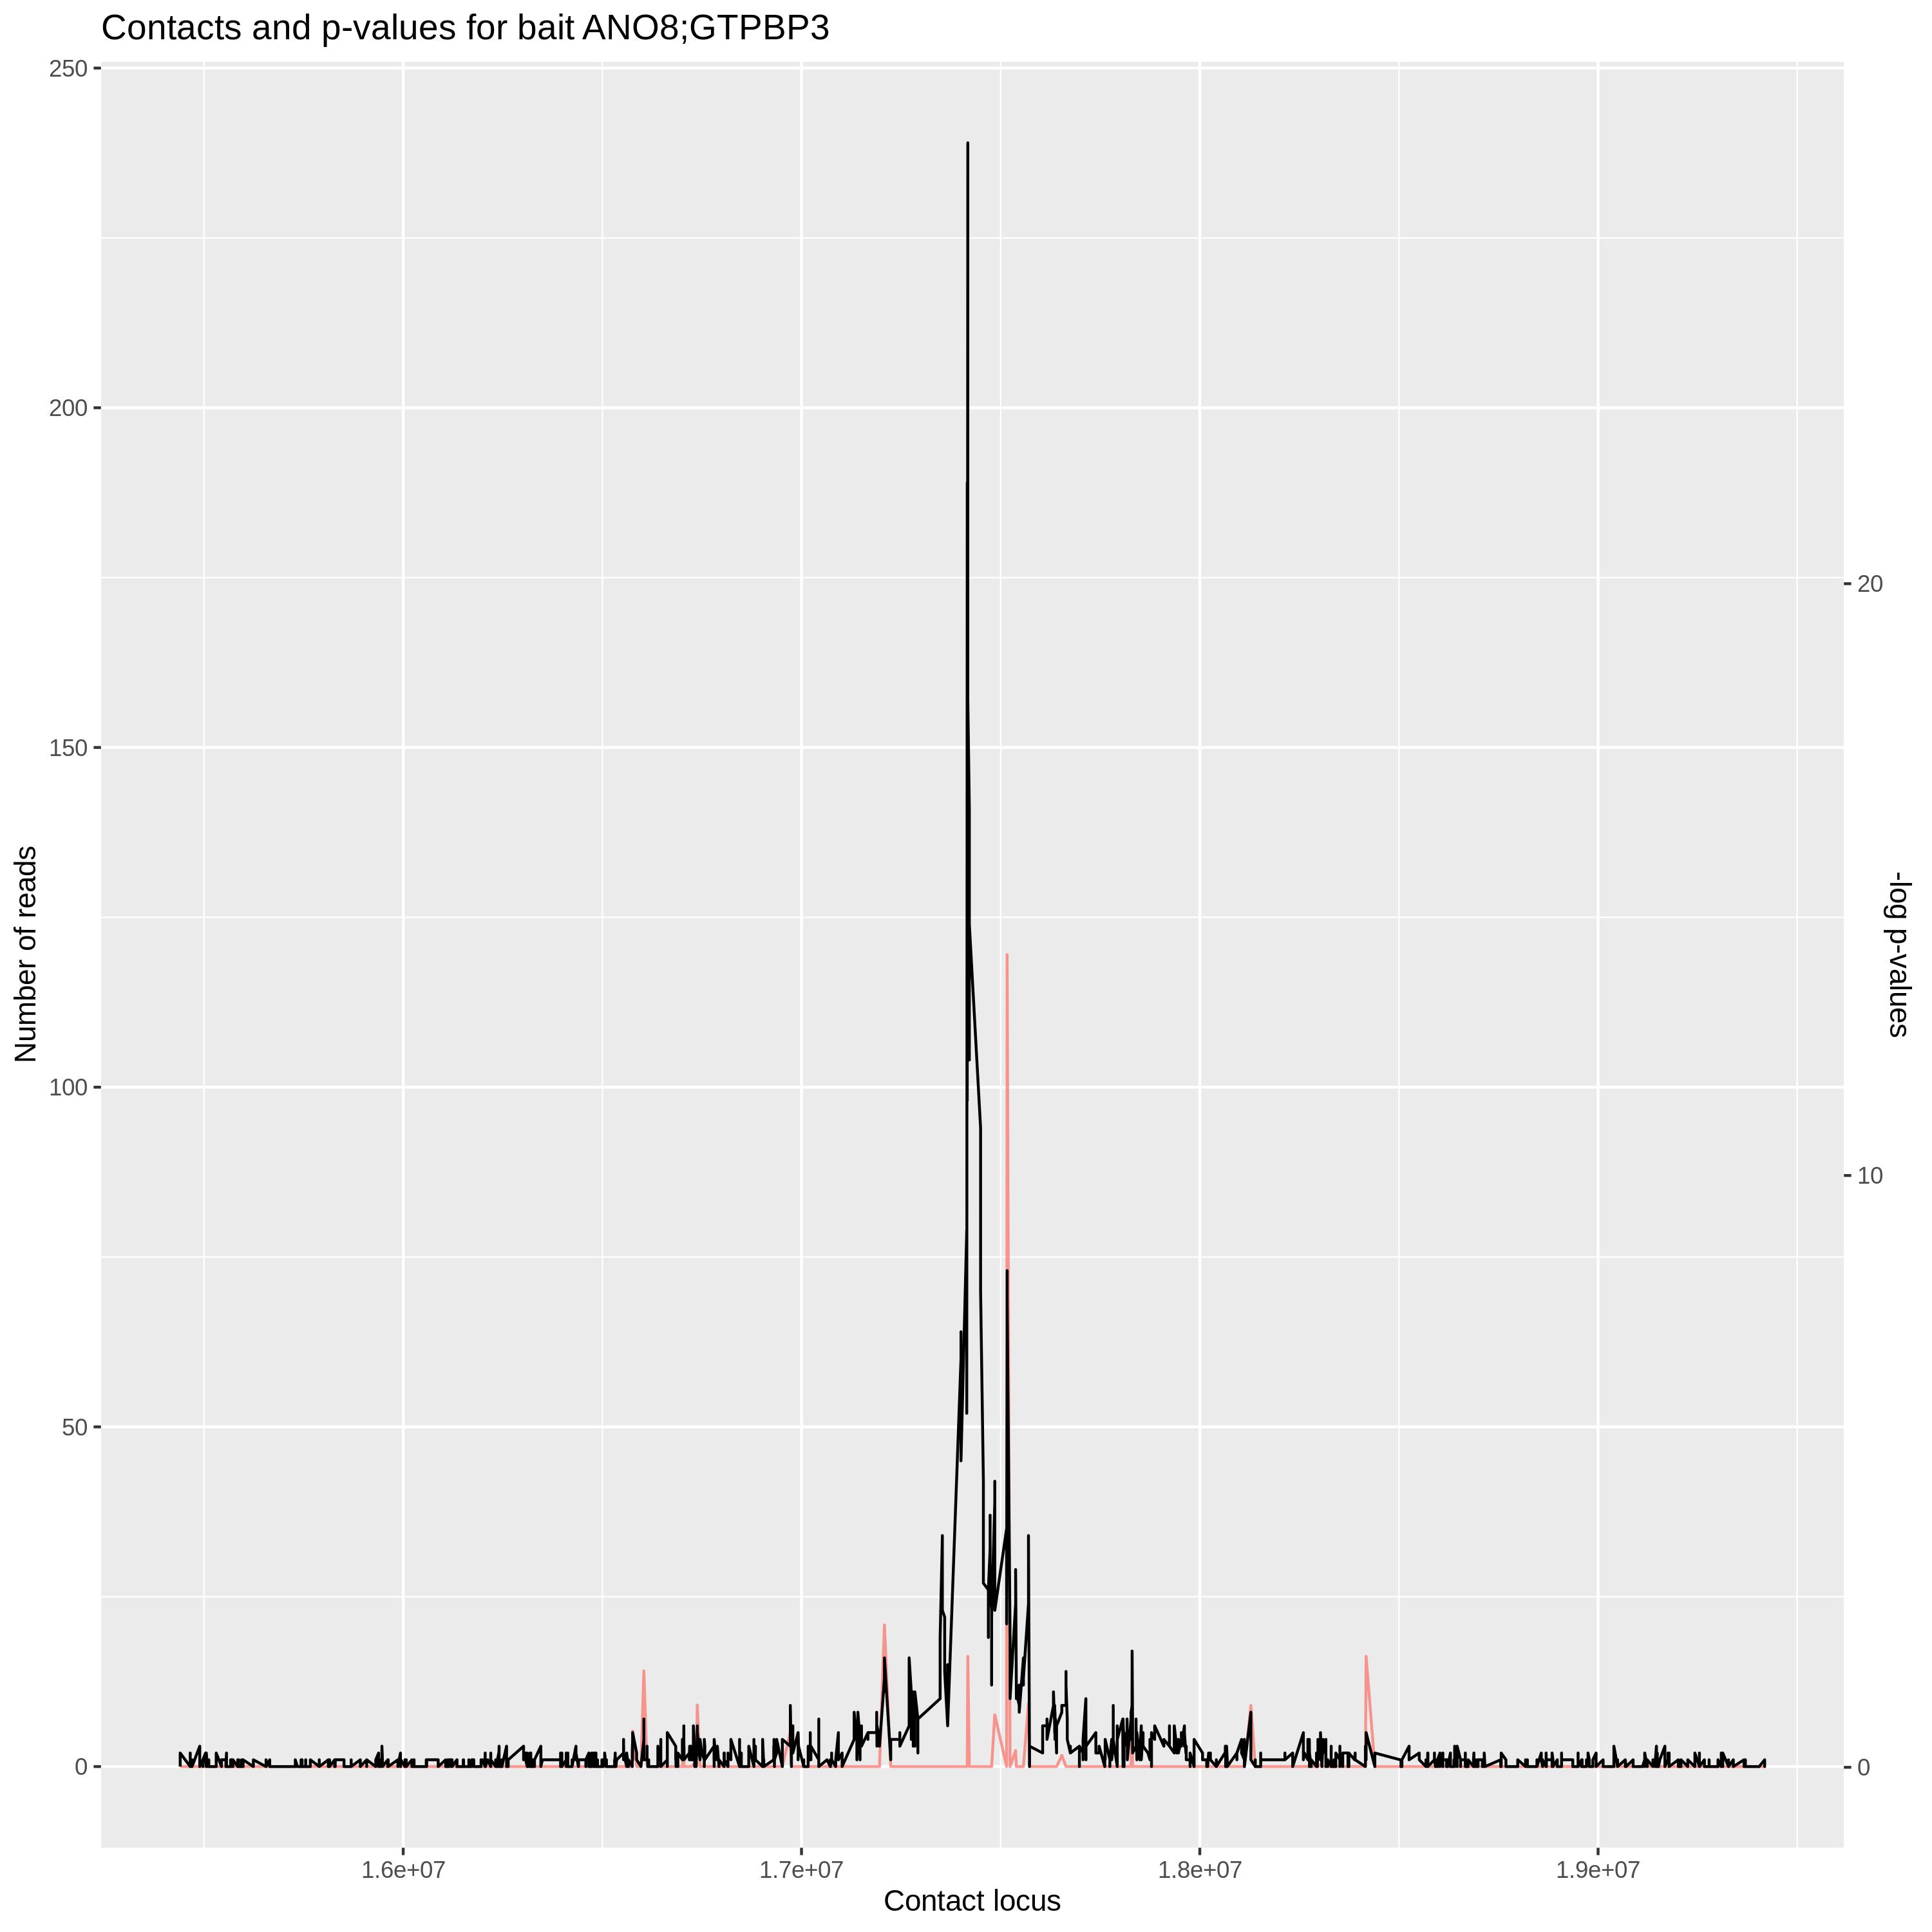 Contacts and p-values for bait ANO8;GTPBP3
250
200
150
100
50
0
Number of reads
20
10
0
-log p-values
1.6e+07
1.7e+07
1.8e+07
1.9e+07
Contact locus